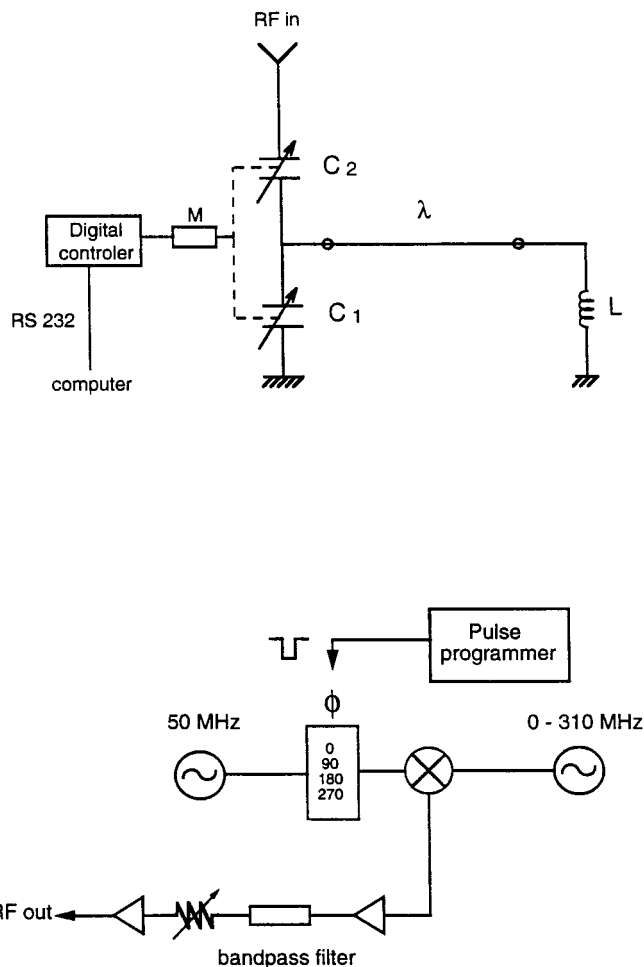 RF in
C 2
M
λ
Digital
controler
C 1
L
RS 232
computer
Pulse
programmer
ϕ
50 MHz
0 - 310 MHz
0
90
180
270
RF out
bandpass filter